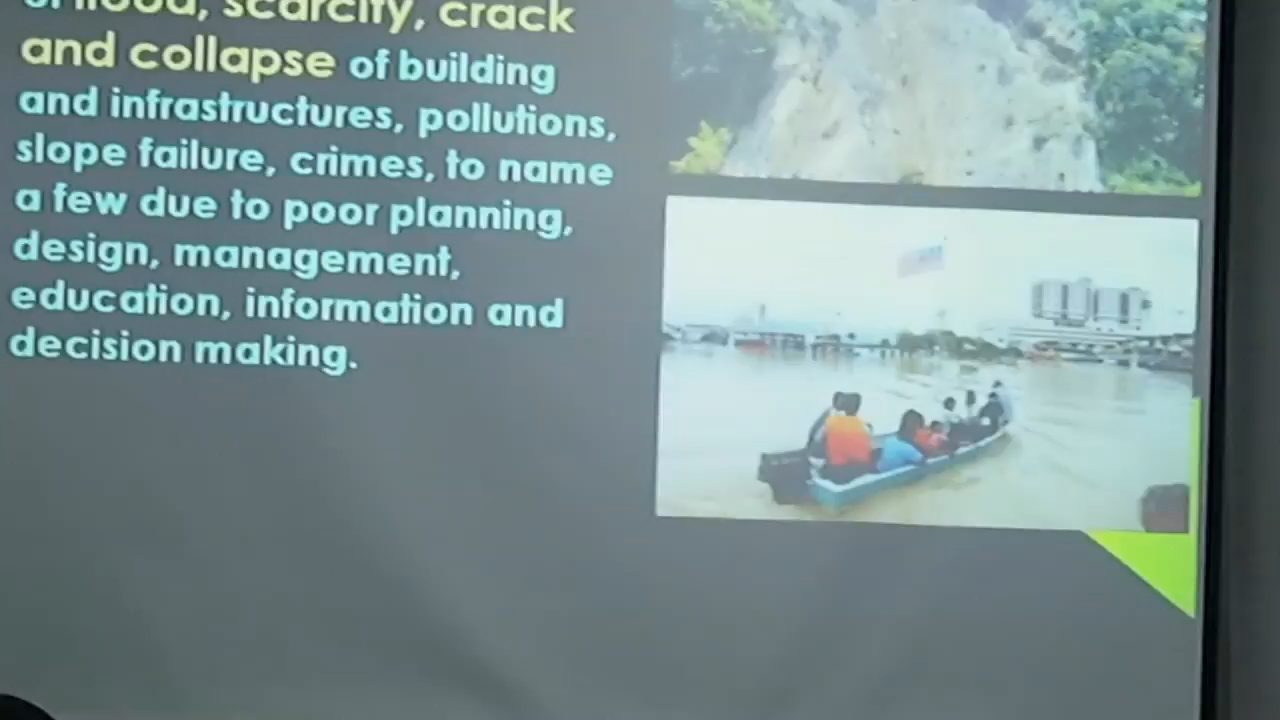 of flood, scarcity, crack
and collapse of building
and infrastructures, pollutions,
slope failure, crimes, to name
a few due to poor planning,
design, management,
education, information and
decision making.